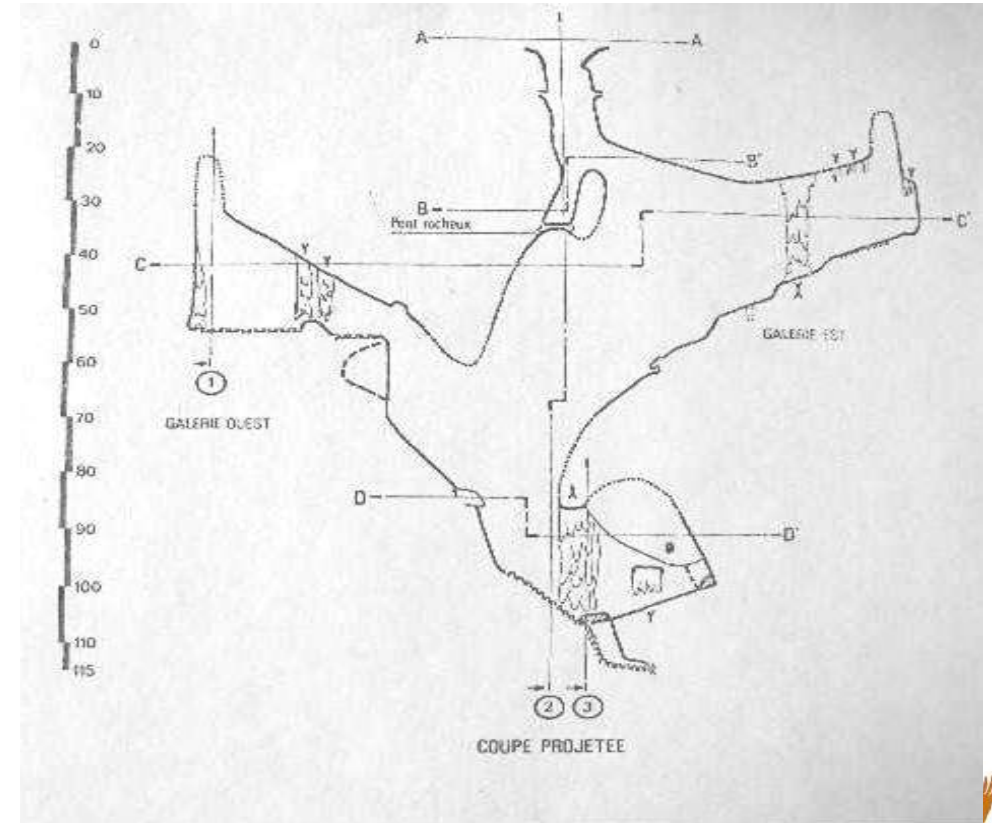 0
A A
10
20
B'
30
B
Pont rocheux
C'
40
C
50
GALERIE EST
60
1
70
GALERIE OUEST
80
D
90
D'
100
110
115
2 3
COUPE PROJETEE